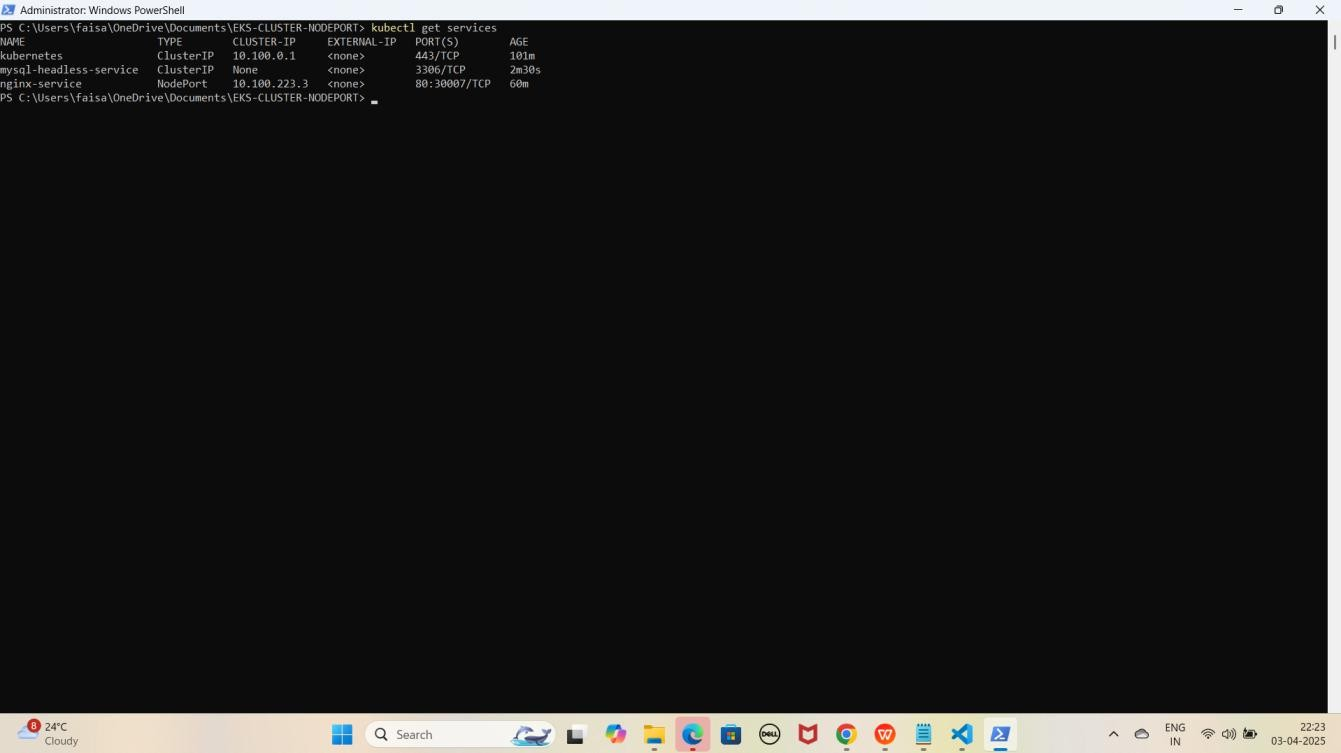 Administrator: Windows PowerShell
PS C:\Users\faisa\OneDrive\Documents\EKS-CLUSTER-NODEPORT> kubectl get services
NAME TYPE CLUSTER-IP EXTERNAL-IP PORT(S) AGE
kubernetes ClusterIP 10.100.0.1 <none> 443/TCP 101m
mysql-headless-service ClusterIP None <none> 3306/TCP 2m30s
nginx-service NodePort 10.100.223.3 <none> 80:30007/TCP 60m
PS C:\Users\faisa\OneDrive\Documents\EKS-CLUSTER-NODEPORT>
8
24°C
Cloudy
Search
DELL
ENG
IN
22:23
03-04-2025